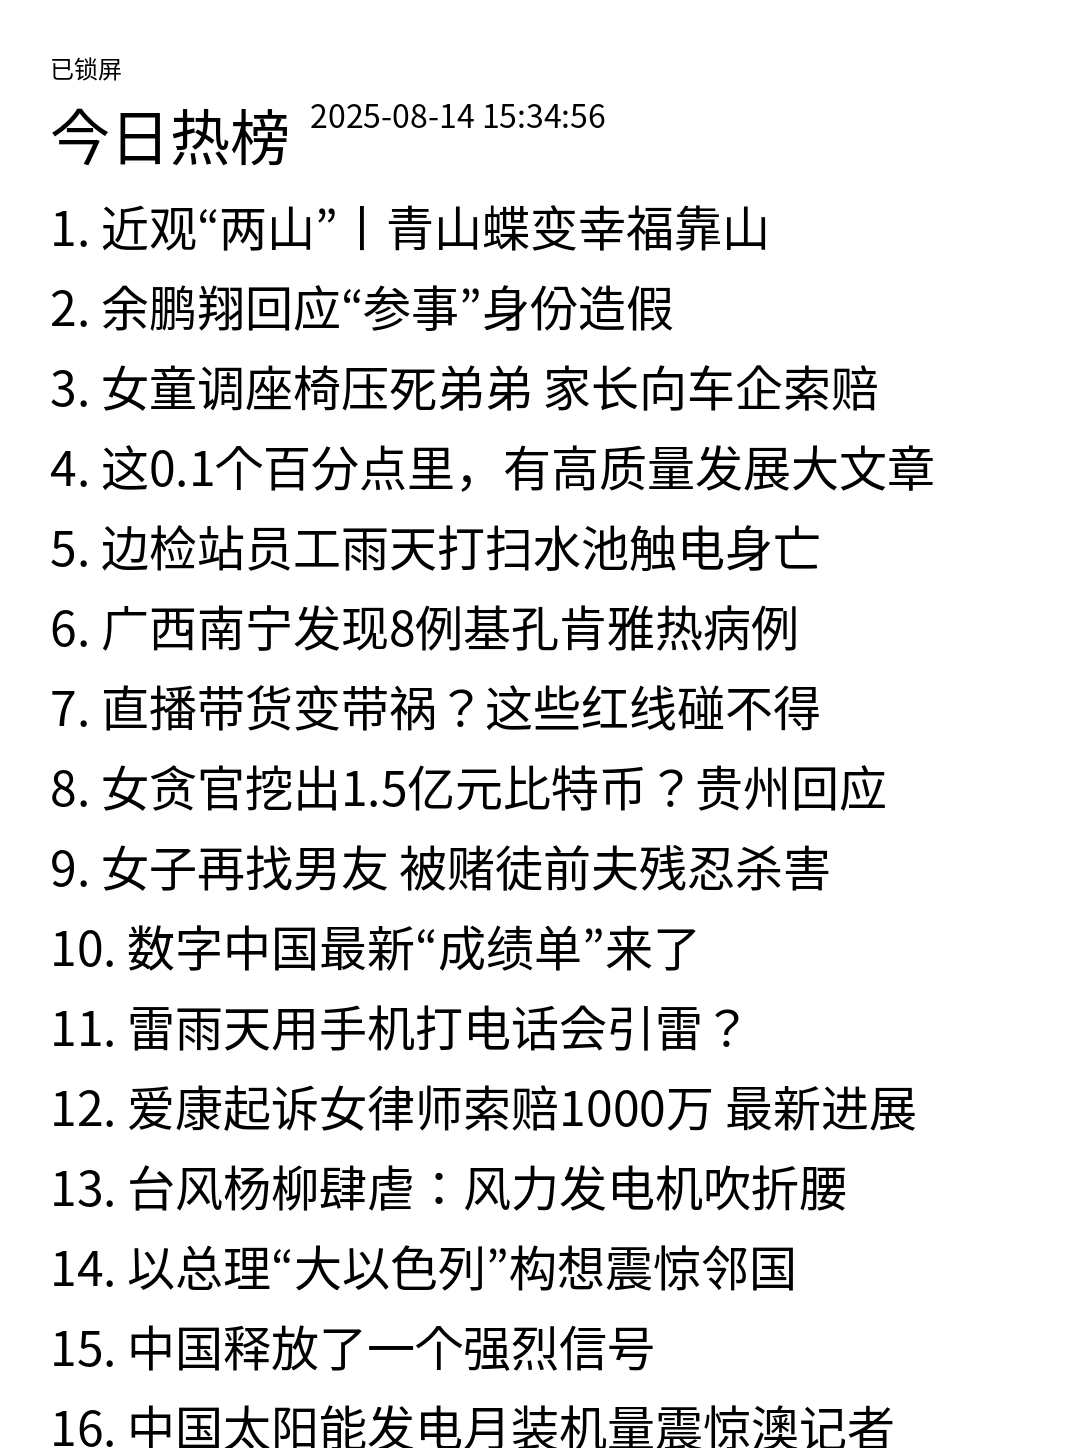 已锁屏
今日热榜 2025-08-14 15:34:56
1. 近观“两山”丨青山蝶变幸福靠山
2. 余鹏翔回应“参事”身份造假
3. 女童调座椅压死弟弟 家长向车企索赔
4. 这0.1个百分点里，有高质量发展大文章
5. 边检站员工雨天打扫水池触电身亡
6. 广西南宁发现8例基孔肯雅热病例
7. 直播带货变带祸？这些红线碰不得
8. 女贪官挖出1.5亿元比特币？贵州回应
9. 女子再找男友 被赌徒前夫残忍杀害
10. 数字中国最新“成绩单”来了
11. 雷雨天用手机打电话会引雷？
12. 爱康起诉女律师索赔1000万 最新进展
13. 台风杨柳肆虐：风力发电机吹折腰
14. 以总理“大以色列”构想震惊邻国
15. 中国释放了一个强烈信号
16. 中国太阳能发电月装机量震惊澳记者